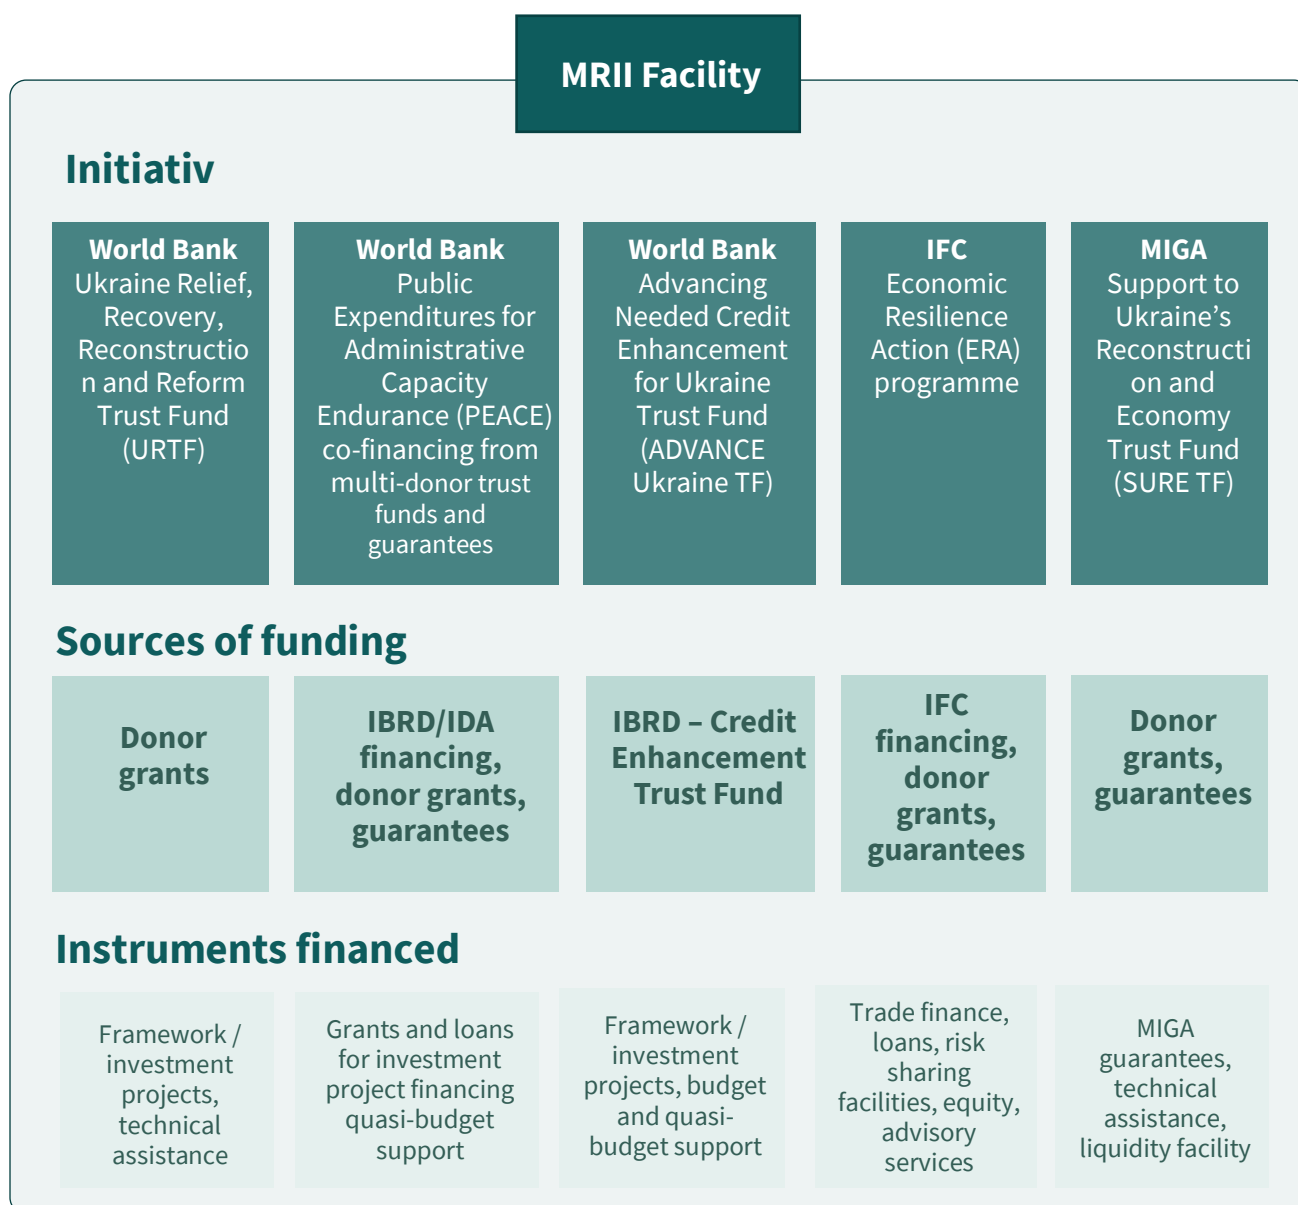 MRII Facility
Initiativ
World Bank
Ukraine Relief,
Recovery,
Reconstructio
n and Reform
Trust Fund
(URTF)
World Bank
Public
Expenditures for
Administrative
Capacity
Endurance (PEACE)
co-financing from
multi-donor trust
funds and
guarantees
World Bank
Advancing
Needed Credit
Enhancement
for Ukraine
Trust Fund
(ADVANCE
Ukraine TF)
IFC
Economic
Resilience
Action (ERA)
programme
MIGA
Support to
Ukraine’s
Reconstructi
on and
Economy
Trust Fund
(SURE TF)
Sources of funding
Donor
grants
IBRD/IDA
financing,
donor grants,
guarantees
IBRD – Credit
Enhancement
Trust Fund
IFC
financing,
donor
grants,
guarantees
Donor
grants,
guarantees
Instruments financed
Framework /
investment
projects,
technical
assistance
Grants and loans
for investment
project financing
quasi-budget
support
Framework /
investment
projects, budget
and quasi-
budget support
Trade finance,
loans, risk
sharing
facilities, equity,
advisory
services
MIGA
guarantees,
technical
assistance,
liquidity facility